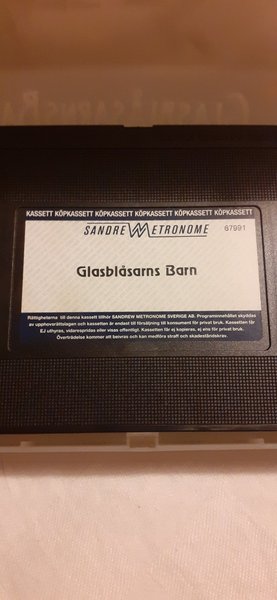 GLASBLÅSARNS BA
KASSETT KÖPKASSETT KÖPKASSETT KÖPKASSETT KÖPKASSETT KÖPKASSETT
SANDREW METRONOME 87991
Glasblåsarns Barn
Rättigheterna till denna kassett tillhör SANDREW METRONOME SVERIGE AB. Programinnehållet skyddas
av upphovsrättslagen och kassetten är endast till försäljning till konsument för privat bruk. Kassetten får
EJ uthyras, vidarespridas eller visas offentligt. Kassetten får ej kopieras, ej ens för privat bruk.
Överträdelse kommer att beivras och kan medföra straff och skadeståndskrav.